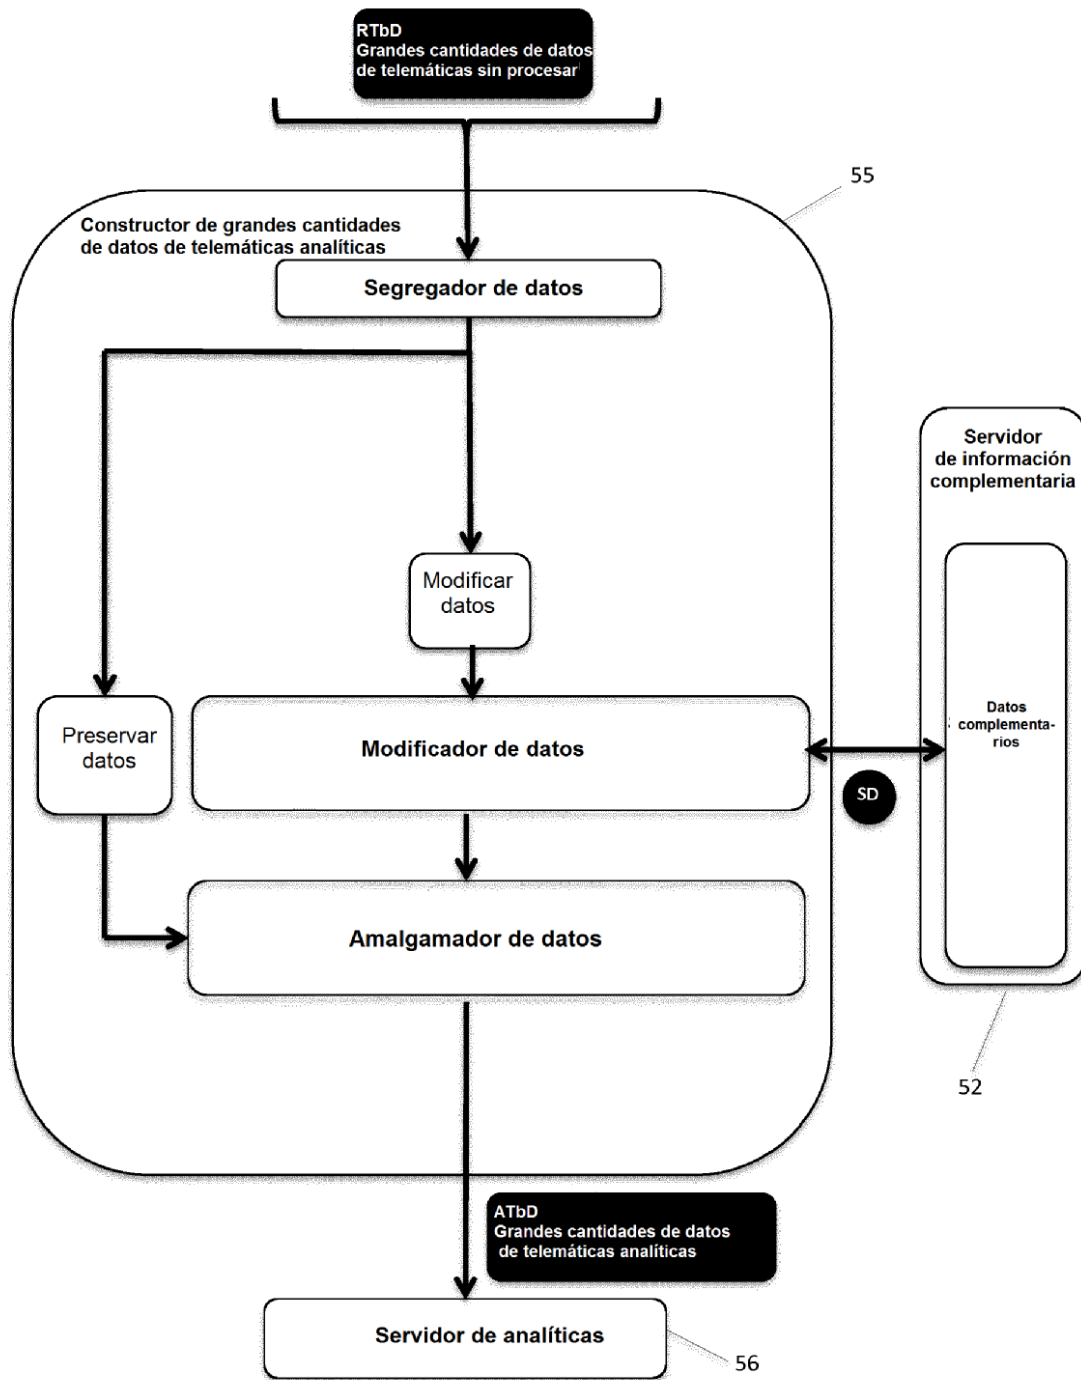 RTbD
Grandes cantidades de datos
de telemáticas sin procesar
55
Constructor de grandes cantidades
de datos de telemáticas analíticas
Segregador de datos
Servidor
de información
complementaria
Modificar
datos
Preservar
datos
Modificador de datos
Datos
complementa-
rios
SD
Amalgamador de datos
52
ATbD
Grandes cantidades de datos
de telemáticas analíticas
Servidor de analíticas
56